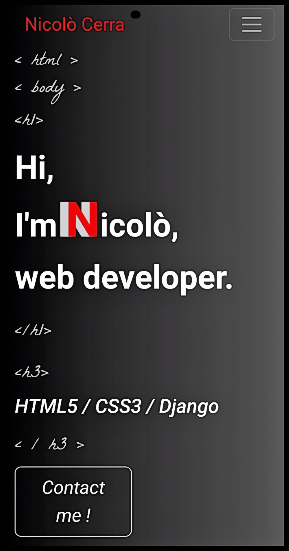 Nicolò Cerra
< html >
< body >
<h1>
Hi,
I'm Nicolò,
web developer.
</h1>
<h3>
HTML5 / CSS3 / Django
< / h3 >
Contact
me !